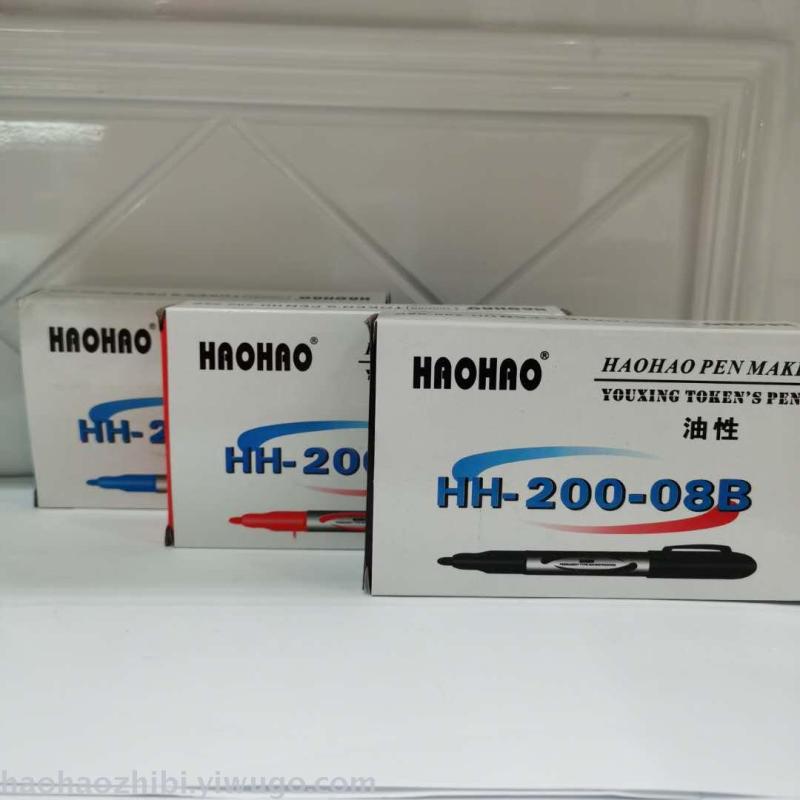 HAOHAO®
HH-2
HAOHAO®
HH-200
HAOHAO®
HAOHAO PEN MAKI
YOUXING TOKEN'S PEN
油性
HH-200-08B
haohaozhibi.yiwugo.com